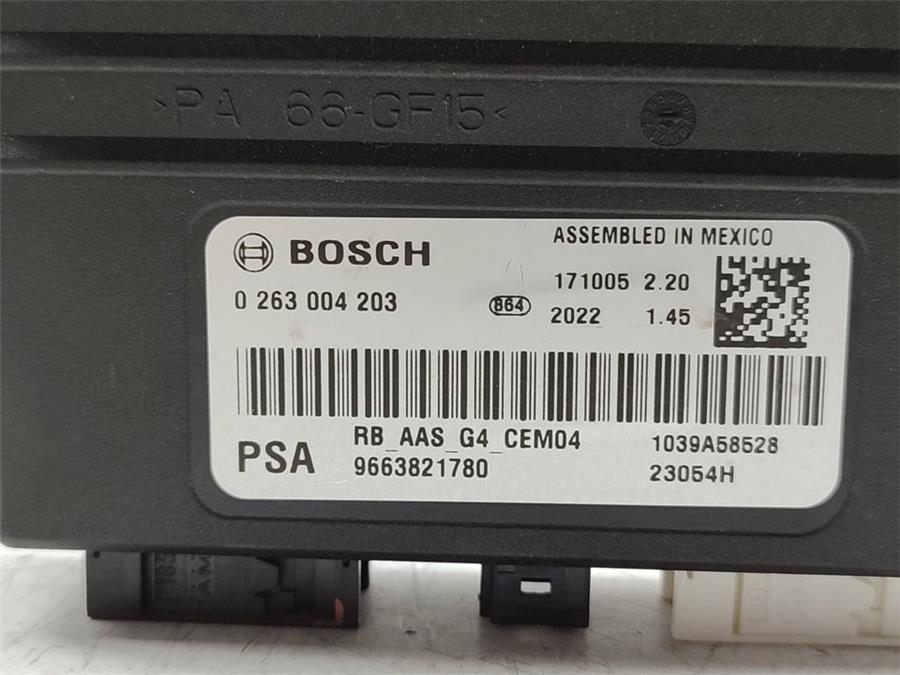 >PA 66-GF15<
BOSCH
ASSEMBLED IN MEXICO
0 263 004 203
864
171005 2.20
2022 1.45
RB_AAS_G4_CEM04
PSA
9663821780
1039A58528
23054H